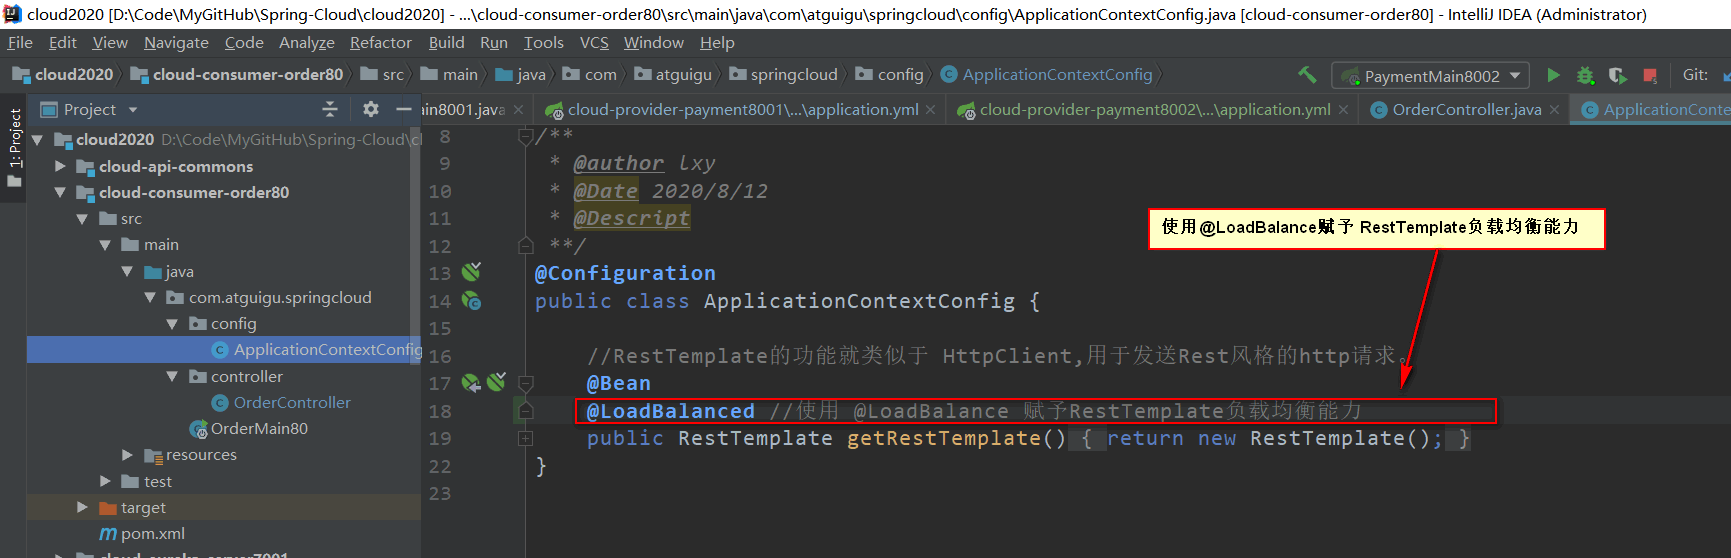 cloud2020 [D:\Code\MyGitHub\Spring-Cloud\cloud2020] - ...\cloud-consumer-order80\src\main\java\com\atguigu\springcloud\config\ApplicationContextConfig.java [cloud-consumer-order80] - IntelliJ IDEA (Administrator)
File Edit View Navigate Code Analyze Refactor Build Run Tools VCS Window Help
cloud2020 cloud-consumer-order80 src main java com atguigu springcloud config ApplicationContextConfig PaymentMain8002 Git:
1: Project
Project
ain8001.java cloud-provider-payment8001\...\application.yml cloud-provider-payment8002\...\application.yml OrderController.java ApplicationConte
cloud2020 D:\Code\MyGitHub\Spring-Cloud\cl
cloud-api-commons
cloud-consumer-order80
src
main
java
com.atguigu.springcloud
config
ApplicationContextConfig
controller
OrderController
OrderMain80
resources
test
target
pom.xml
cloud-eureka-server7001
8 /**
9 * @author lxy
10 * @Date 2020/8/12
11 * @Descript
12 **/
13 @Configuration
14 public class ApplicationContextConfig {
15
16 //RestTemplate的功能就类似于 HttpClient,用于发送Rest风格的http请求。
17 @Bean
18 @LoadBalanced //使用 @LoadBalance 赋予RestTemplate负载均衡能力
19 public RestTemplate getRestTemplate() { return new RestTemplate(); }
22 }
23
使用@LoadBalance赋予 RestTemplate负载均衡能力